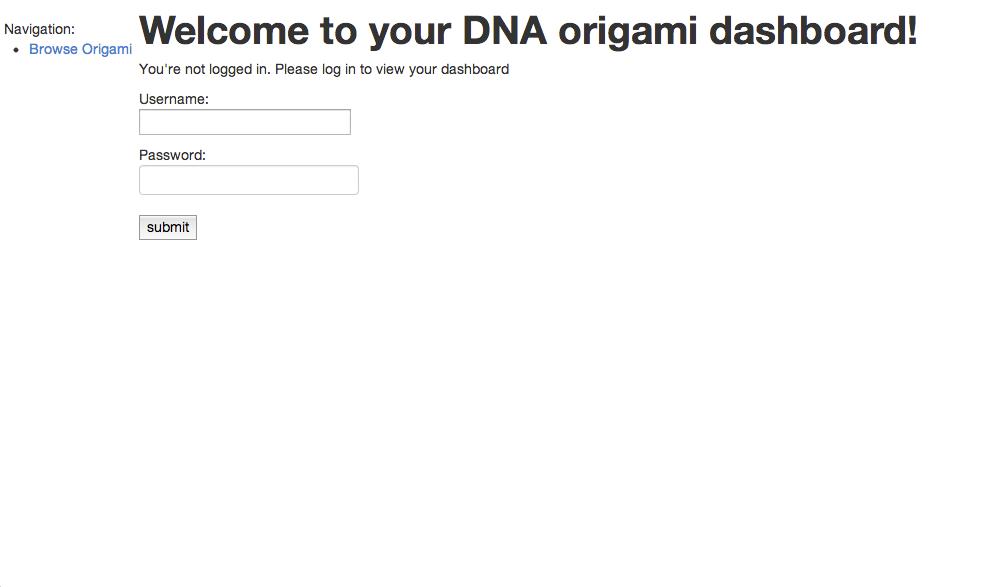 Navigation:
Browse Origami
Welcome to your DNA origami dashboard!
You're not logged in. Please log in to view your dashboard
Username:
Password:
submit